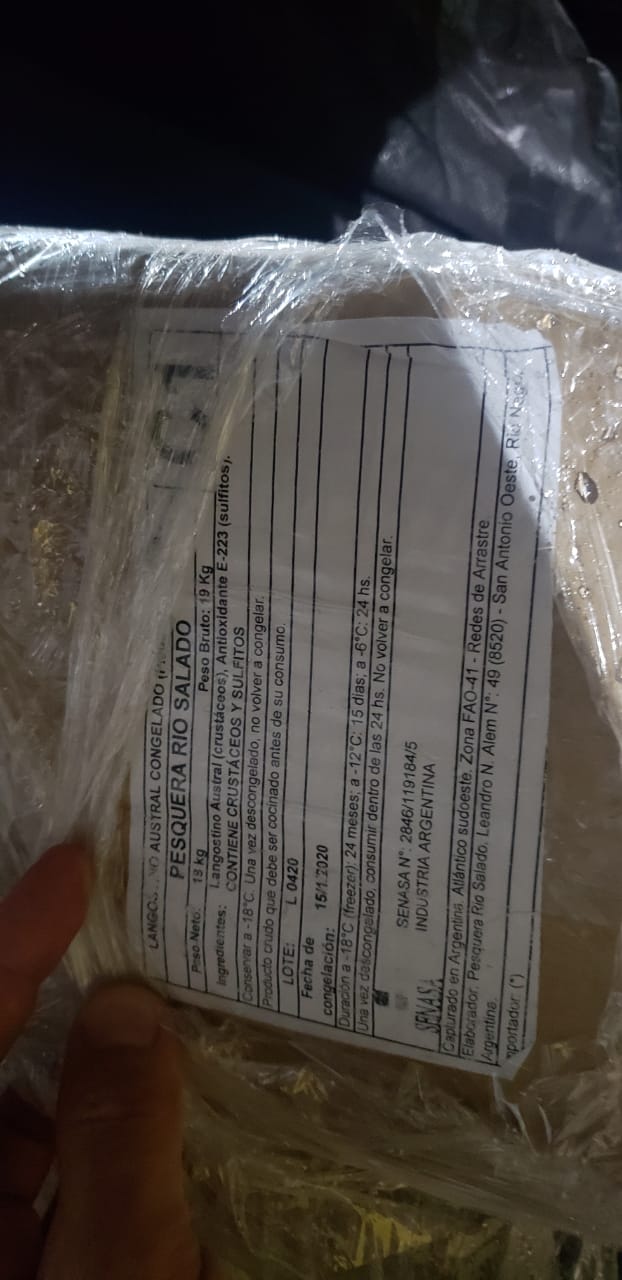 C1
AUSTRAL CONGELADO
PESQUERA RIO SALADO
Peso Neto: 18 kg Peso Bruto: 19 Kg
Ingredientes: Langostino Austral (crustáceos), Antioxidante E-223 (sulfitos).
CONTIENE CRUSTÁCEOS Y SULFITOS
Conservar a -18°C. Una vez descongelado, no volver a congelar.
Producto crudo que debe ser cocinado antes de su consumo.
LOTE: L 0420
Fecha de
congelación: 15/1.2020
Duración a -18°C (freezer): 24 meses; a -12°C: 15 dias; a -6°C: 24 hs.
Una vez descongelado, consumir dentro de las 24 hs. No volver a congelar.
SENASA N°: 2846/119184/5
INDUSTRIA ARGENTINA
SENASA
Capturado en Argentina. Atlántico sudoeste. Zona FAO-41 - Redes de Arrastre
Elaborador: Pesquera Rio Salado. Leandro N. Alem N°: 49 (8520) - San Antonio Oeste, Rio Negro,
Argentina.
mportador (*)